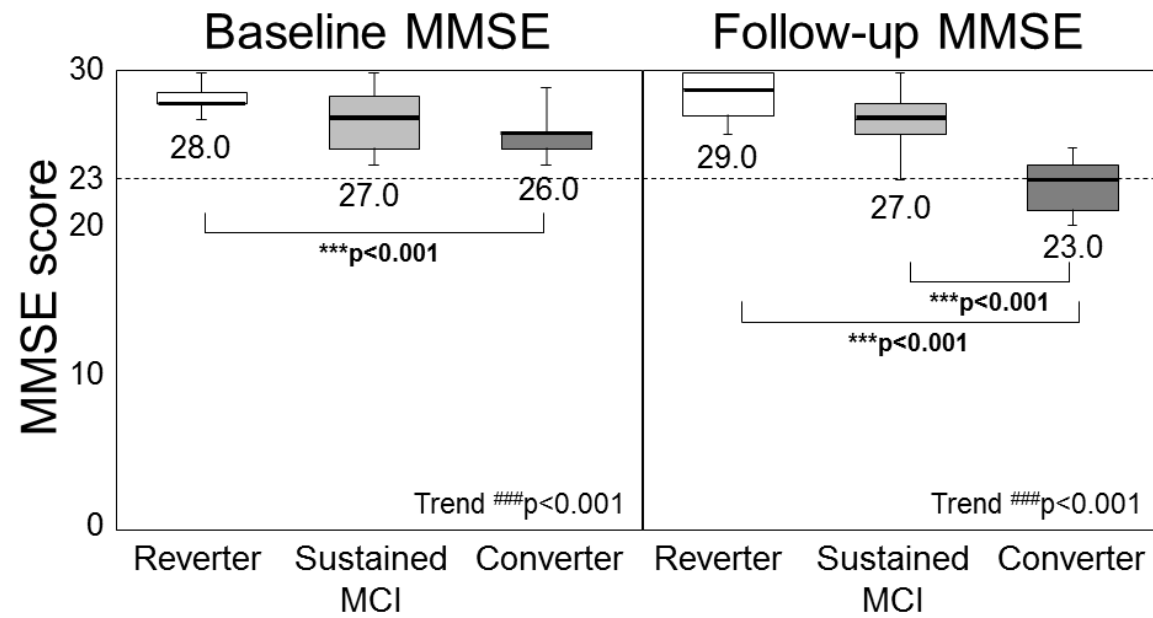 Baseline MMSE
Follow-up MMSE
MMSE score
30
23
20
10
0
28.0
27.0
26.0
***p<0.001
Trend ###p<0.001
29.0
27.0
23.0
***p<0.001
***p<0.001
Trend ###p<0.001
Reverter
Sustained
MCI
Converter
Reverter
Sustained
MCI
Converter